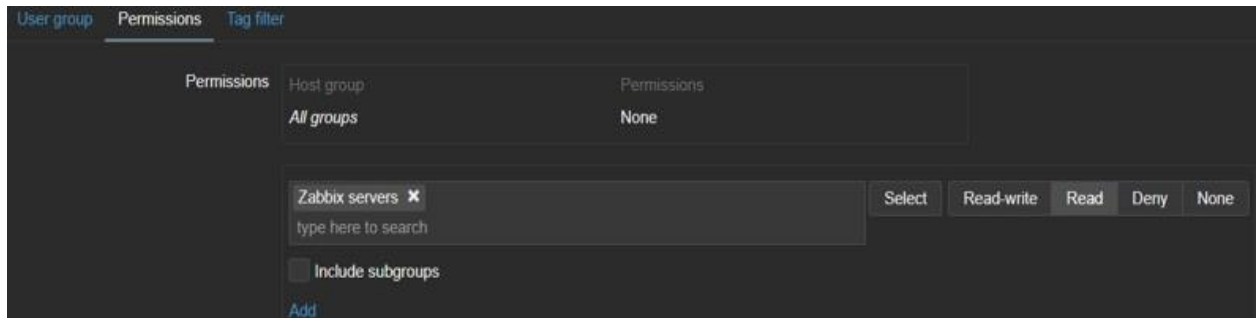 User group Permissions Tag filter
Permissions
Host group Permissions
All groups None
Zabbix servers ✖ Select Read-write Read Deny None
type here to search
Include subgroups
Add